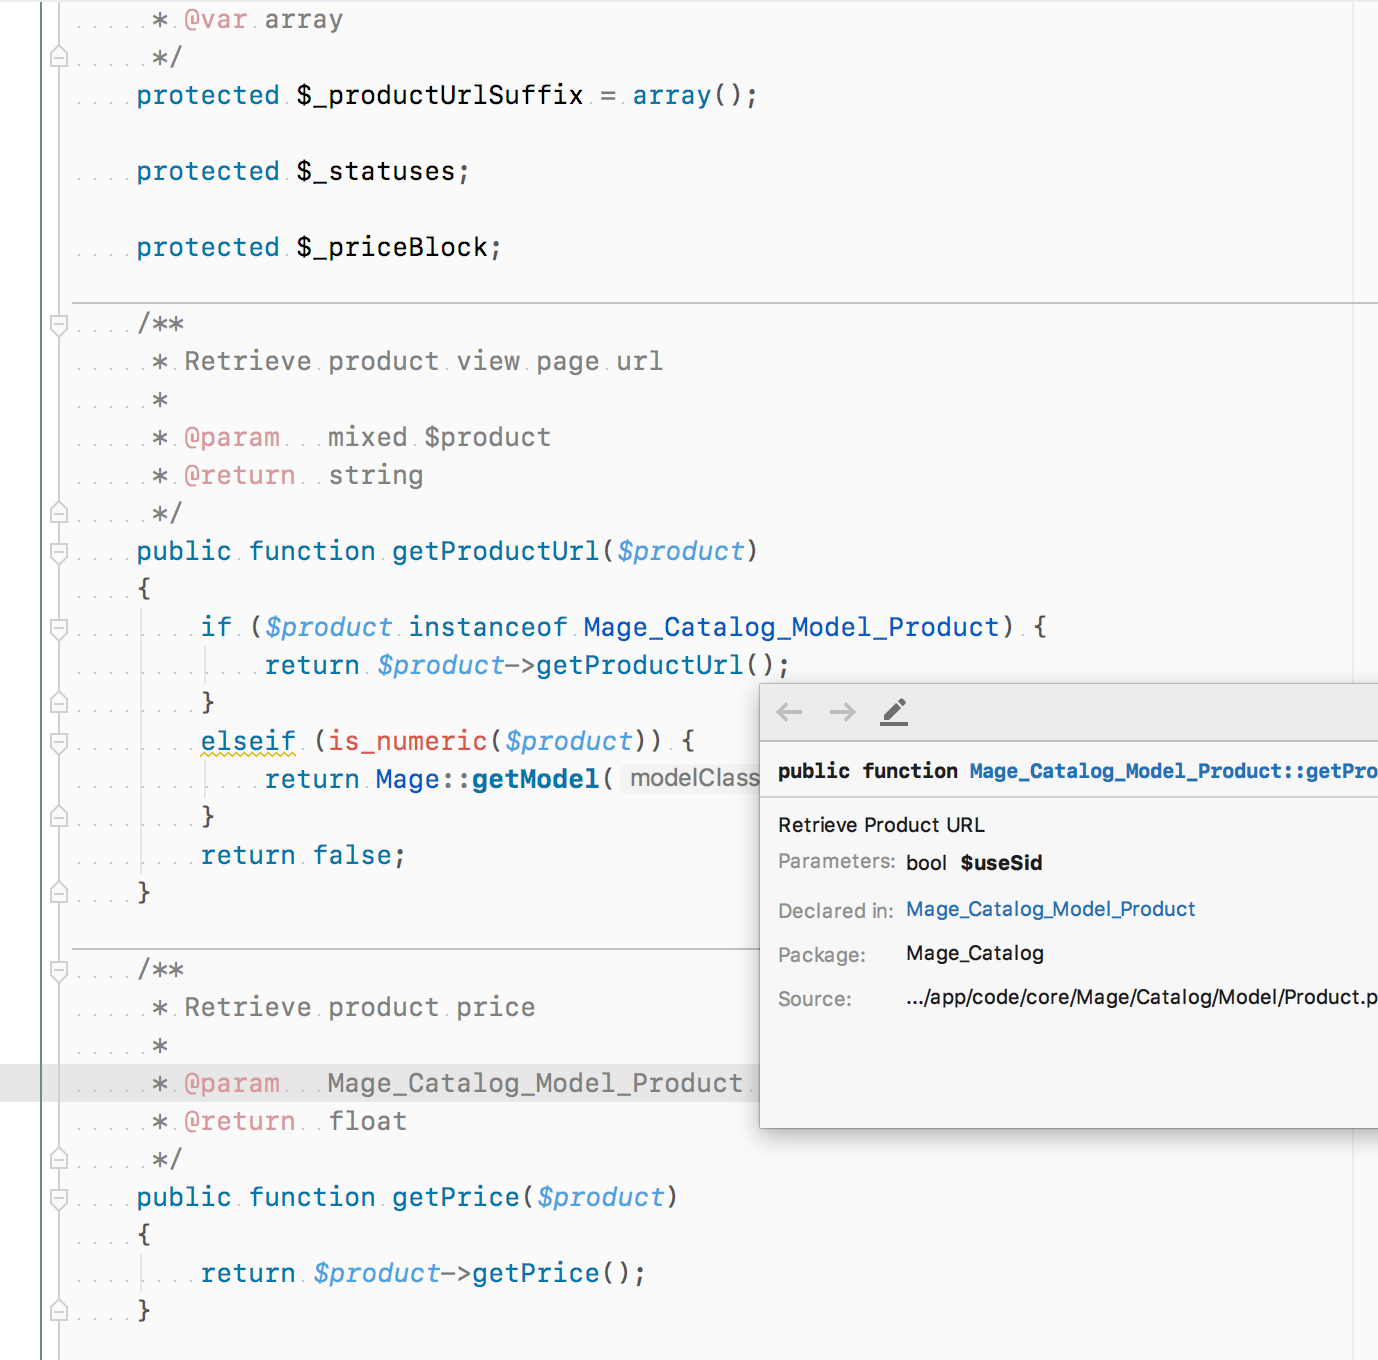 * @var array
*/
protected $_productUrlSuffix = array();
protected $_statuses;
protected $_priceBlock;
/**
* Retrieve product view page url
*
* @param   mixed $product
* @return  string
*/
public function getProductUrl($product)
{
if ($product instanceof Mage_Catalog_Model_Product) {
return $product->getProductUrl();
}
elseif (is_numeric($product)) {
return Mage::getModel( modelClass
}
return false;
}
/**
* Retrieve product price
*
* @param   Mage_Catalog_Model_Product
* @return  float
*/
public function getPrice($product)
{
return $product->getPrice();
}
public function Mage_Catalog_Model_Product::getPro
Retrieve Product URL
Parameters: bool $useSid
Declared in: Mage_Catalog_Model_Product
Package: Mage_Catalog
Source: .../app/code/core/Mage/Catalog/Model/Product.p